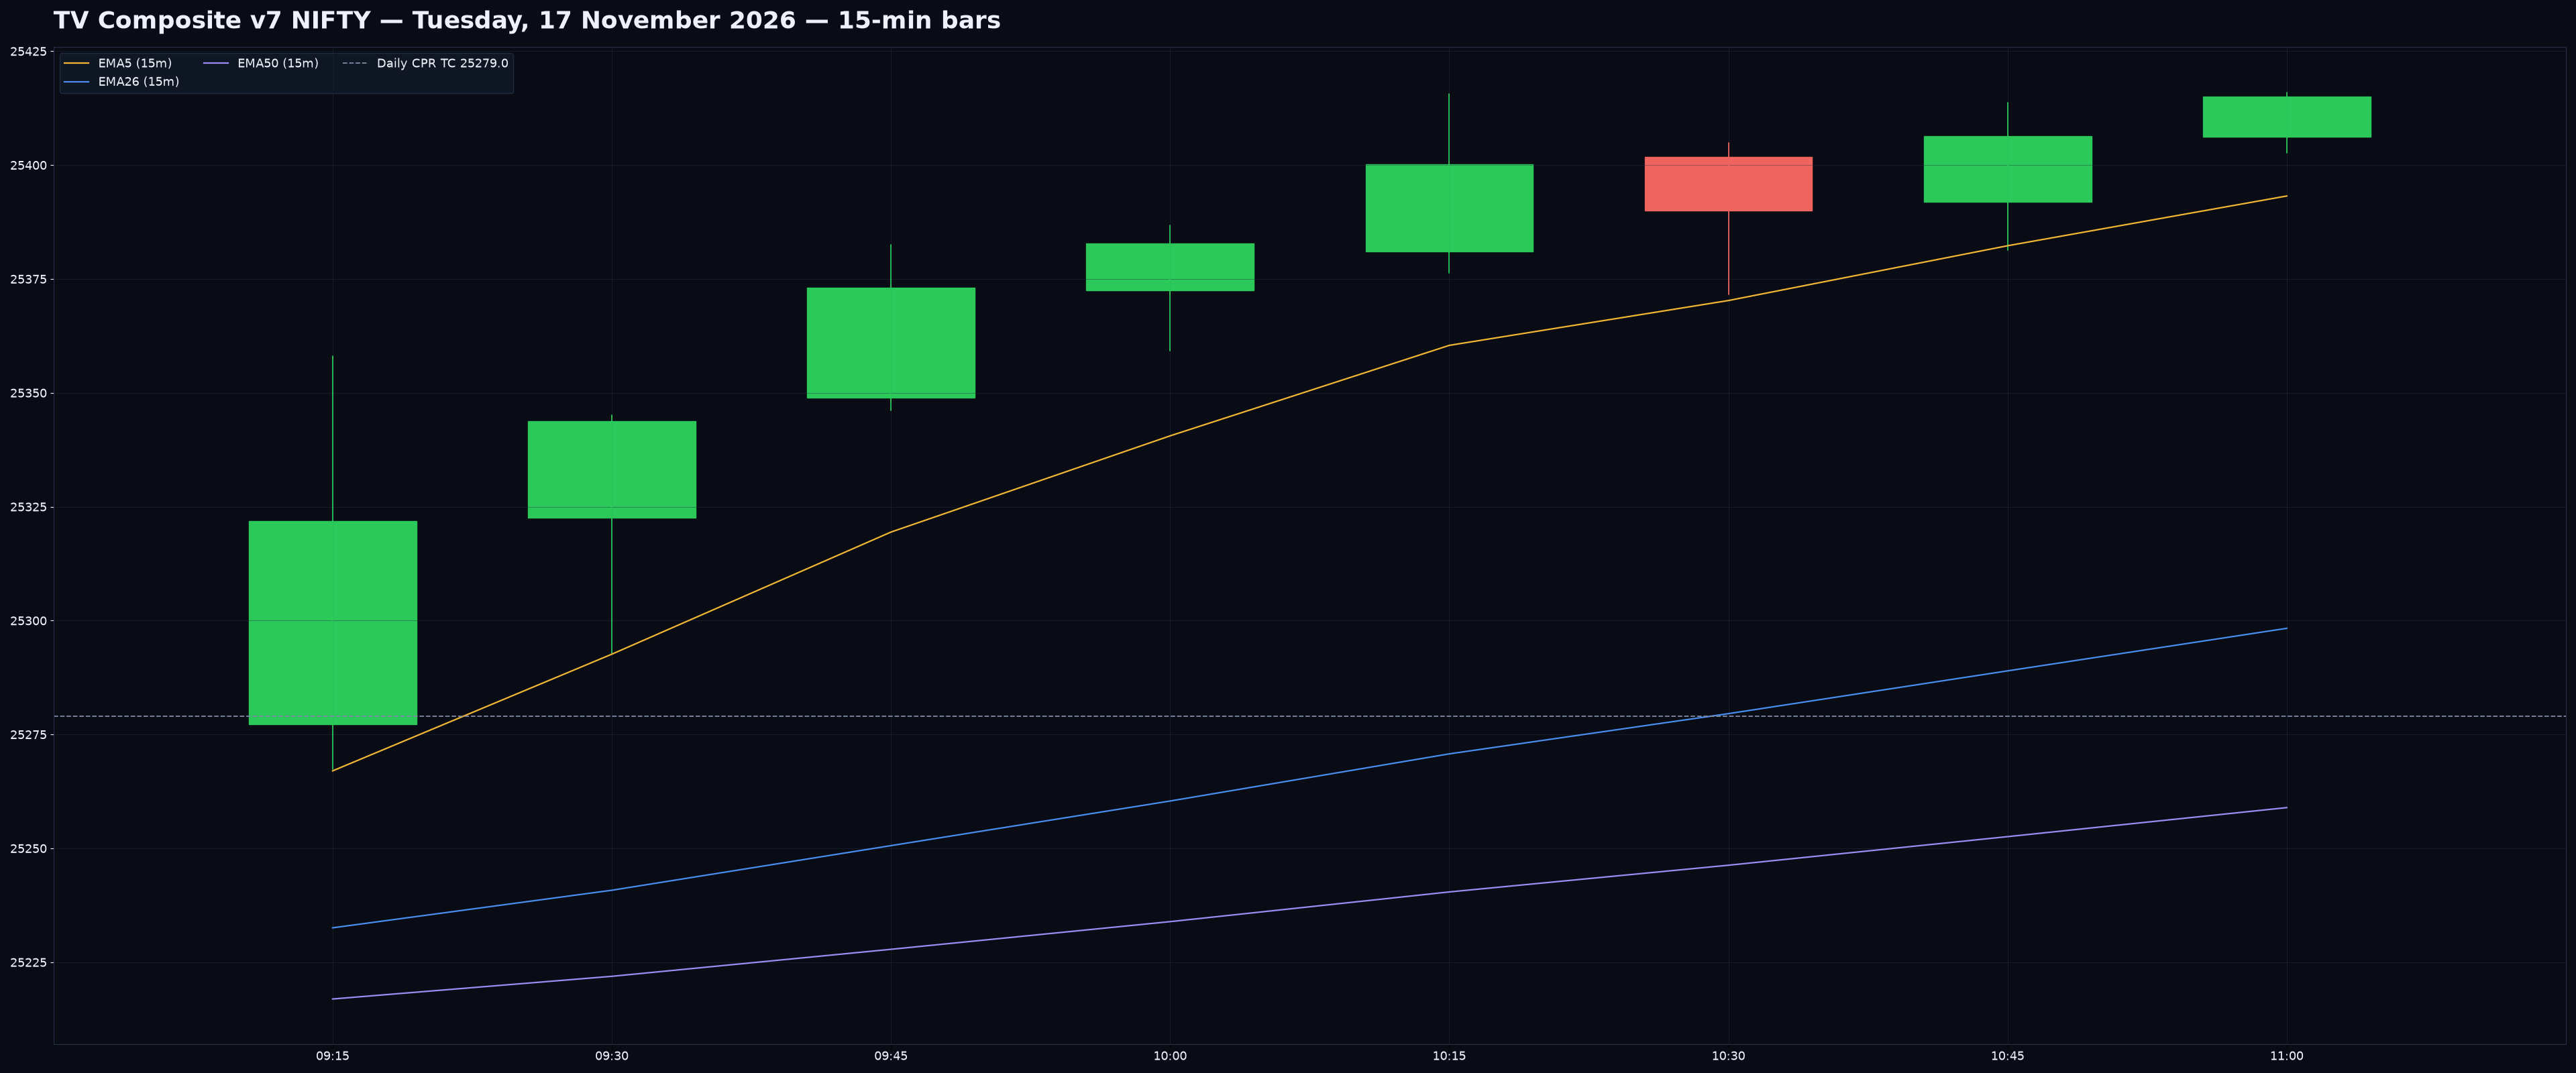 TV Composite v7 NIFTY — Tuesday, 17 November 2026 — 15-min bars
EMA5 (15m) EMA50 (15m) Daily CPR TC 25279.0
EMA26 (15m)
25425
25400
25375
25350
25325
25300
25275
25250
25225
09:15 09:30 09:45 10:00 10:15 10:30 10:45 11:00